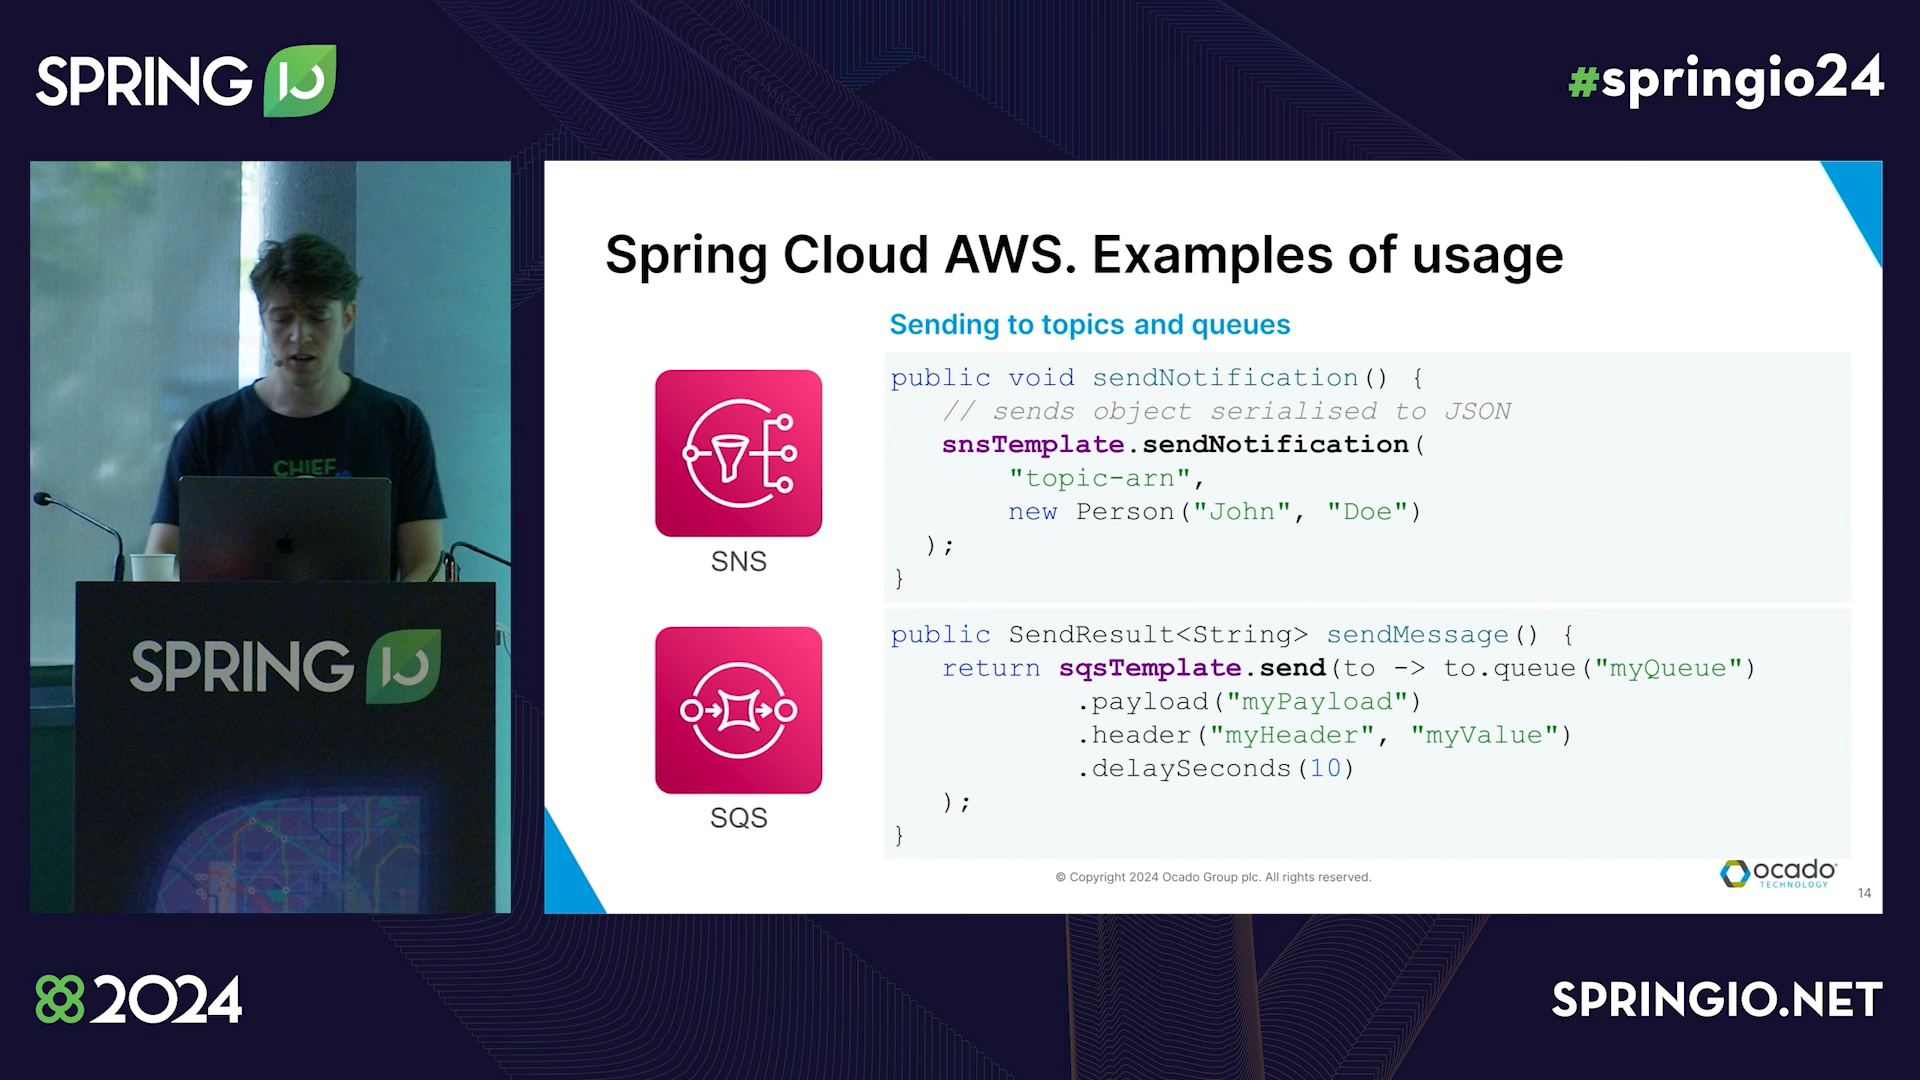 SPRING IO
#springio24
CHIEF
SPRING IO
Spring Cloud AWS. Examples of usage
Sending to topics and queues
SNS
public void sendNotification() {
// sends object serialised to JSON
snsTemplate.sendNotification(
"topic-arn",
new Person("John", "Doe")
);
}
SQS
public SendResult<String> sendMessage() {
return sqsTemplate.send(to -> to.queue("myQueue")
.payload("myPayload")
.header("myHeader", "myValue")
.delaySeconds(10)
);
}
© Copyright 2024 Ocado Group plc. All rights reserved.
ocado
TECHNOLOGY
14
2024
SPRINGIO.NET